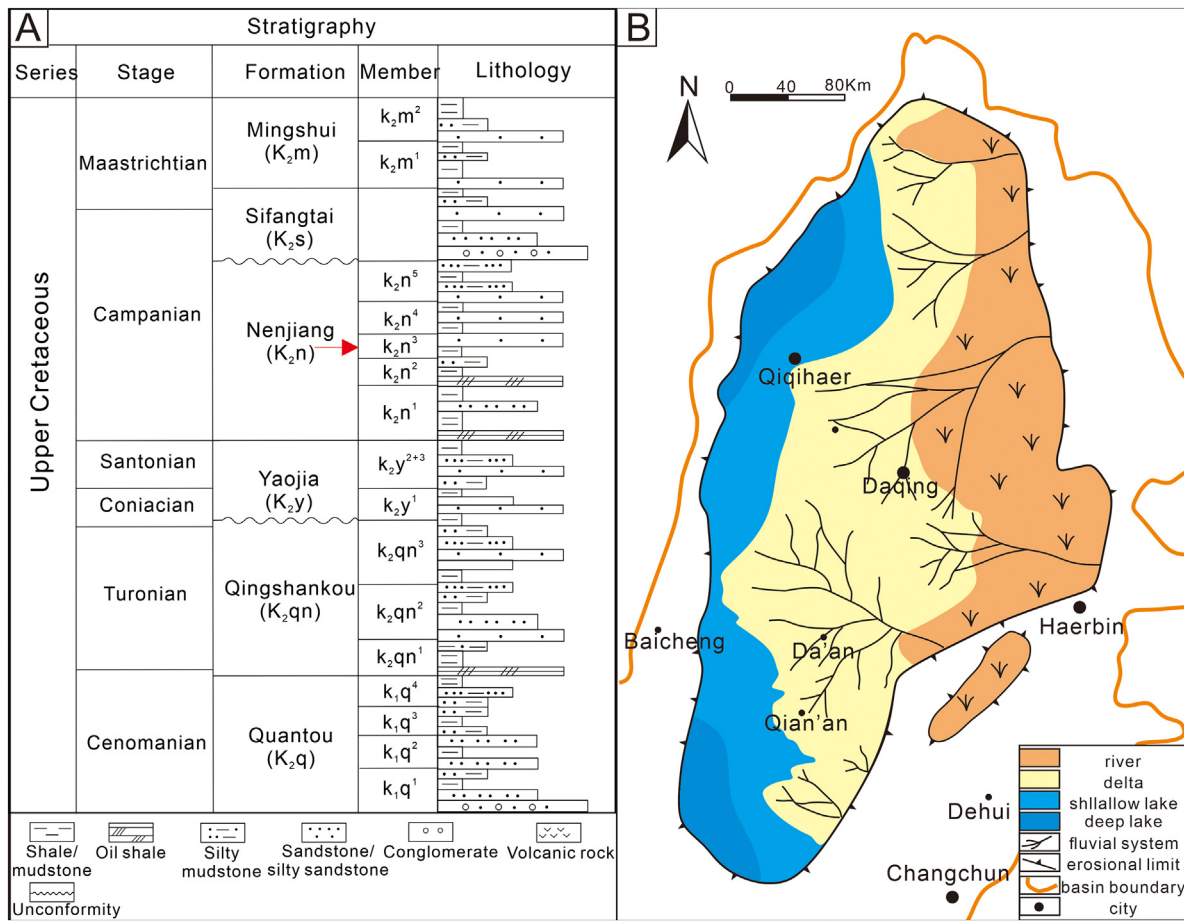 A
Stratigraphy
Series
Stage
Formation
Member
Lithology
Upper Cretaceous
Maastrichtian
Campanian
Santonian
Coniacian
Turonian
Cenomanian
Mingshui
(K₂m)
Sifangtai
(K₂s)
Nenjiang
(K₂n)
Yaojia
(K₂y)
Qingshankou
(K₂qn)
Quantou
(K₂q)
k₂m²
k₂m¹
k₂n⁵
k₂n⁴
k₂n³
k₂n²
k₂n¹
k₂y²⁺³
k₂y¹
k₂qn³
k₂qn²
k₂qn¹
k₁q⁴
k₁q³
k₁q²
k₁q¹
Shale/
mudstone
Oil shale
Silty
mudstone
Sandstone/
silty sandstone
Conglomerate
Volcanic rock
Unconformity
B
N
0 40 80Km
Qiqihaer
Daqing
Haerbin
Baicheng
Da'an
Qian'an
Dehui
Changchun
river
delta
shllallow lake
deep lake
fluvial system
erosional limit
basin boundary
city